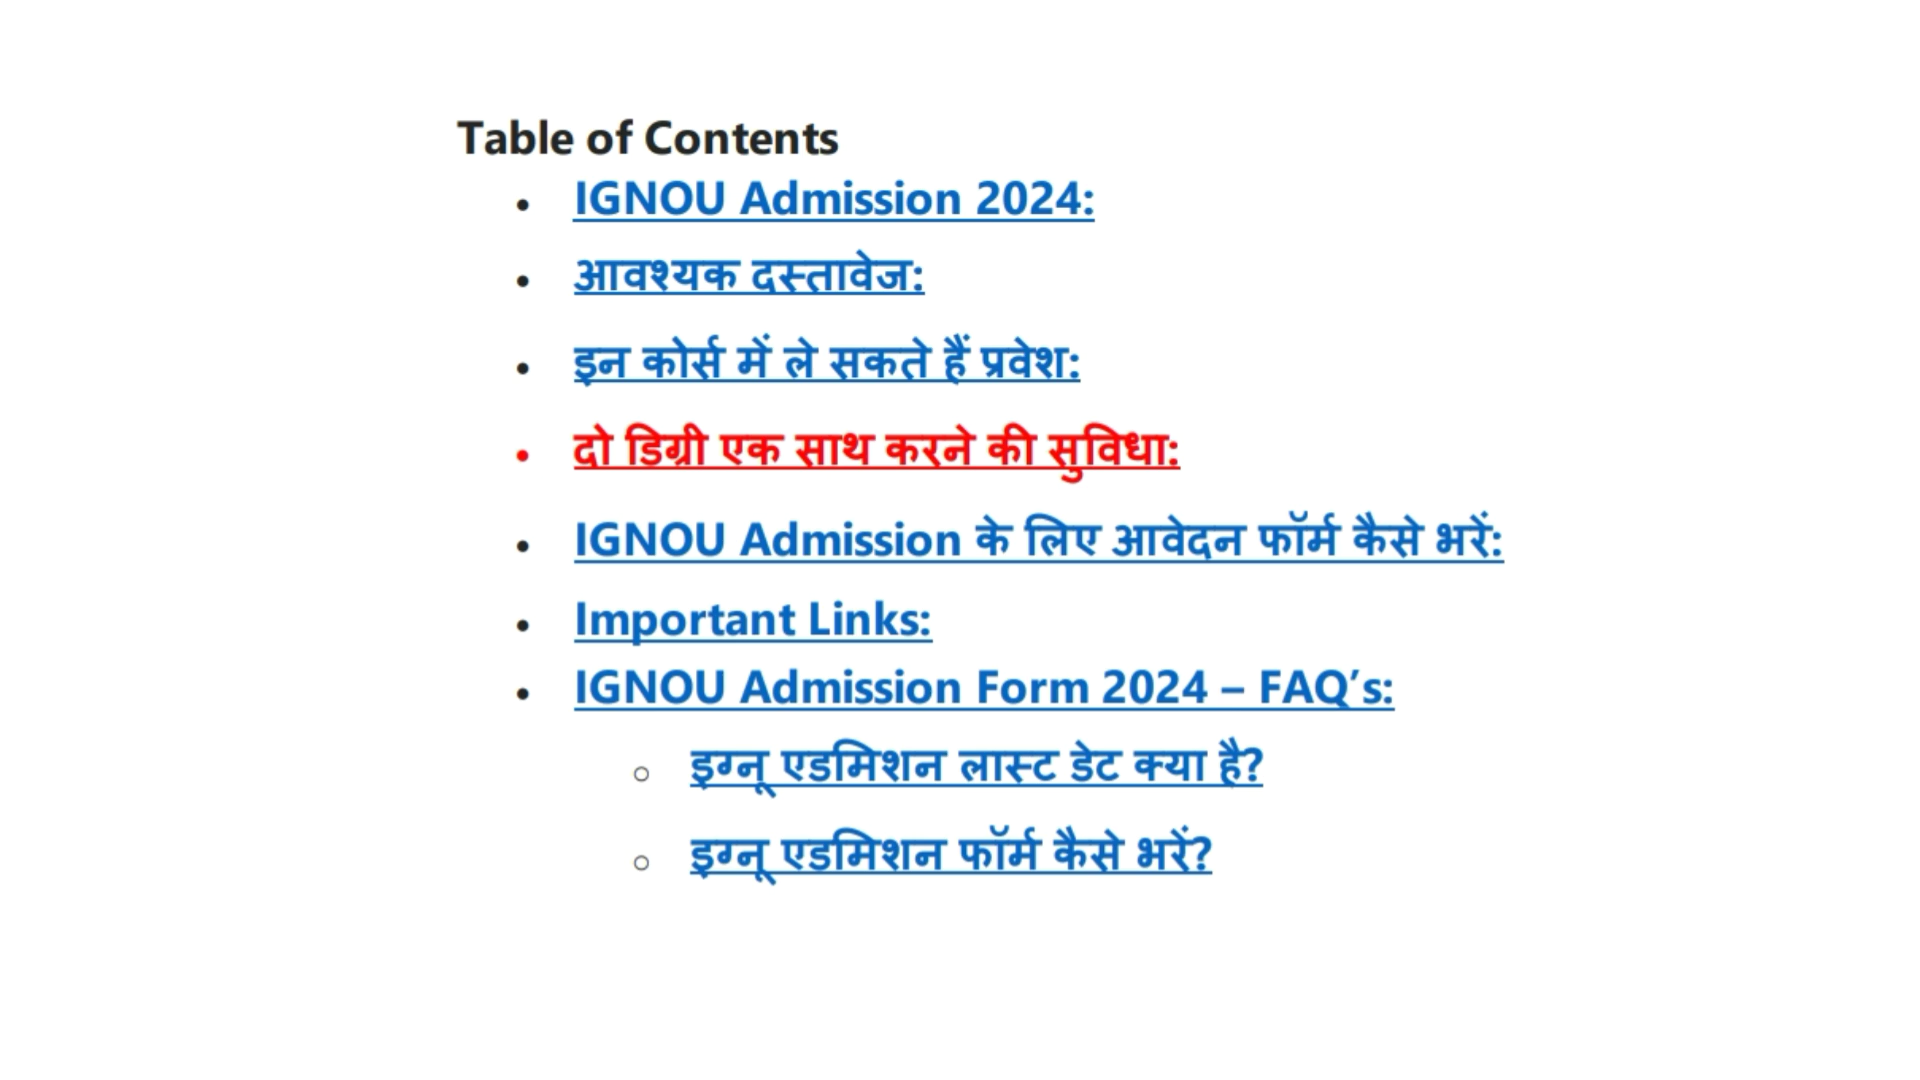 Table of Contents
IGNOU Admission 2024:
आवश्यक दस्तावेज:
इन कोर्स में ले सकते हैं प्रवेश:
दो डिग्री एक साथ करने की सुविधा:
IGNOU Admission के लिए आवेदन फॉर्म कैसे भरें:
Important Links:
IGNOU Admission Form 2024 – FAQ’s:
इग्नू एडमिशन लास्ट डेट क्या है?
इग्नू एडमिशन फॉर्म कैसे भरें?